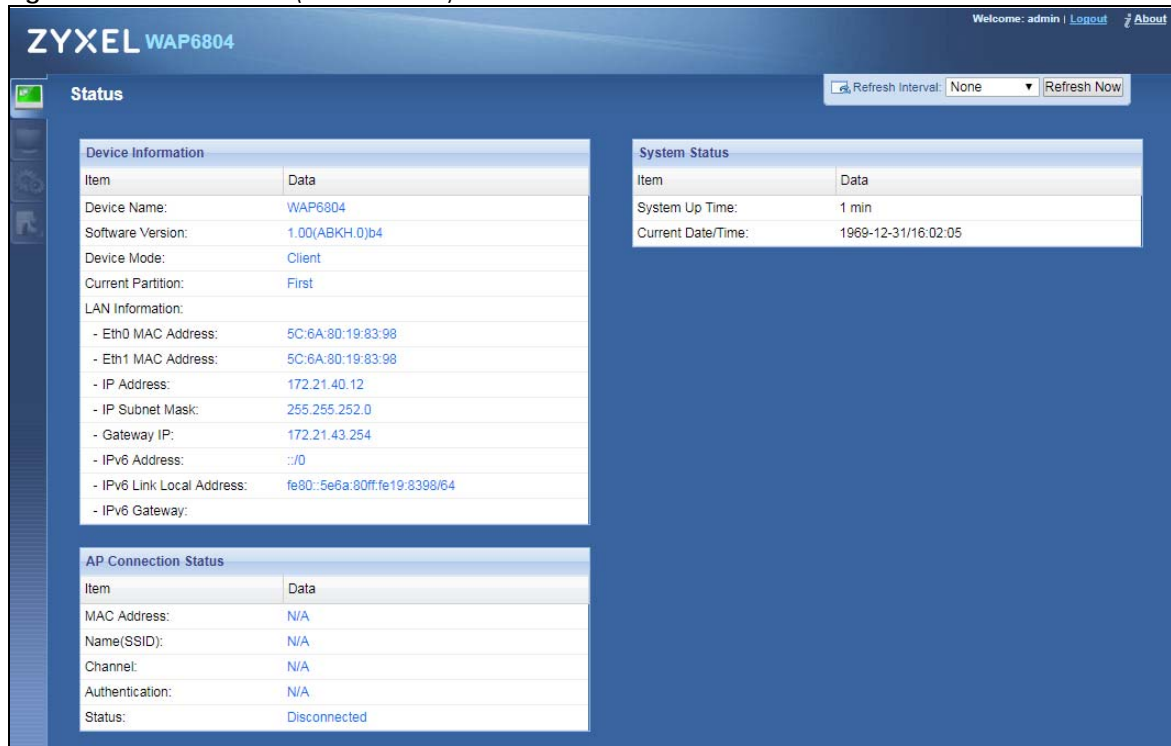 ZYXEL WAP6804
Welcome: admin | Logout i About
Status
Refresh Interval: None Refresh Now
Device Information
Item Data
Device Name: WAP6804
Software Version: 1.00(ABKH.0)b4
Device Mode: Client
Current Partition: First
LAN Information:
- Eth0 MAC Address: 5C:6A:80:19:83:98
- Eth1 MAC Address: 5C:6A:80:19:83:98
- IP Address: 172.21.40.12
- IP Subnet Mask: 255.255.252.0
- Gateway IP: 172.21.43.254
- IPv6 Address: ::/0
- IPv6 Link Local Address: fe80::5e6a:80ff:fe19:8398/64
- IPv6 Gateway:
AP Connection Status
Item Data
MAC Address: N/A
Name(SSID): N/A
Channel: N/A
Authentication: N/A
Status: Disconnected
System Status
Item Data
System Up Time: 1 min
Current Date/Time: 1969-12-31/16:02:05